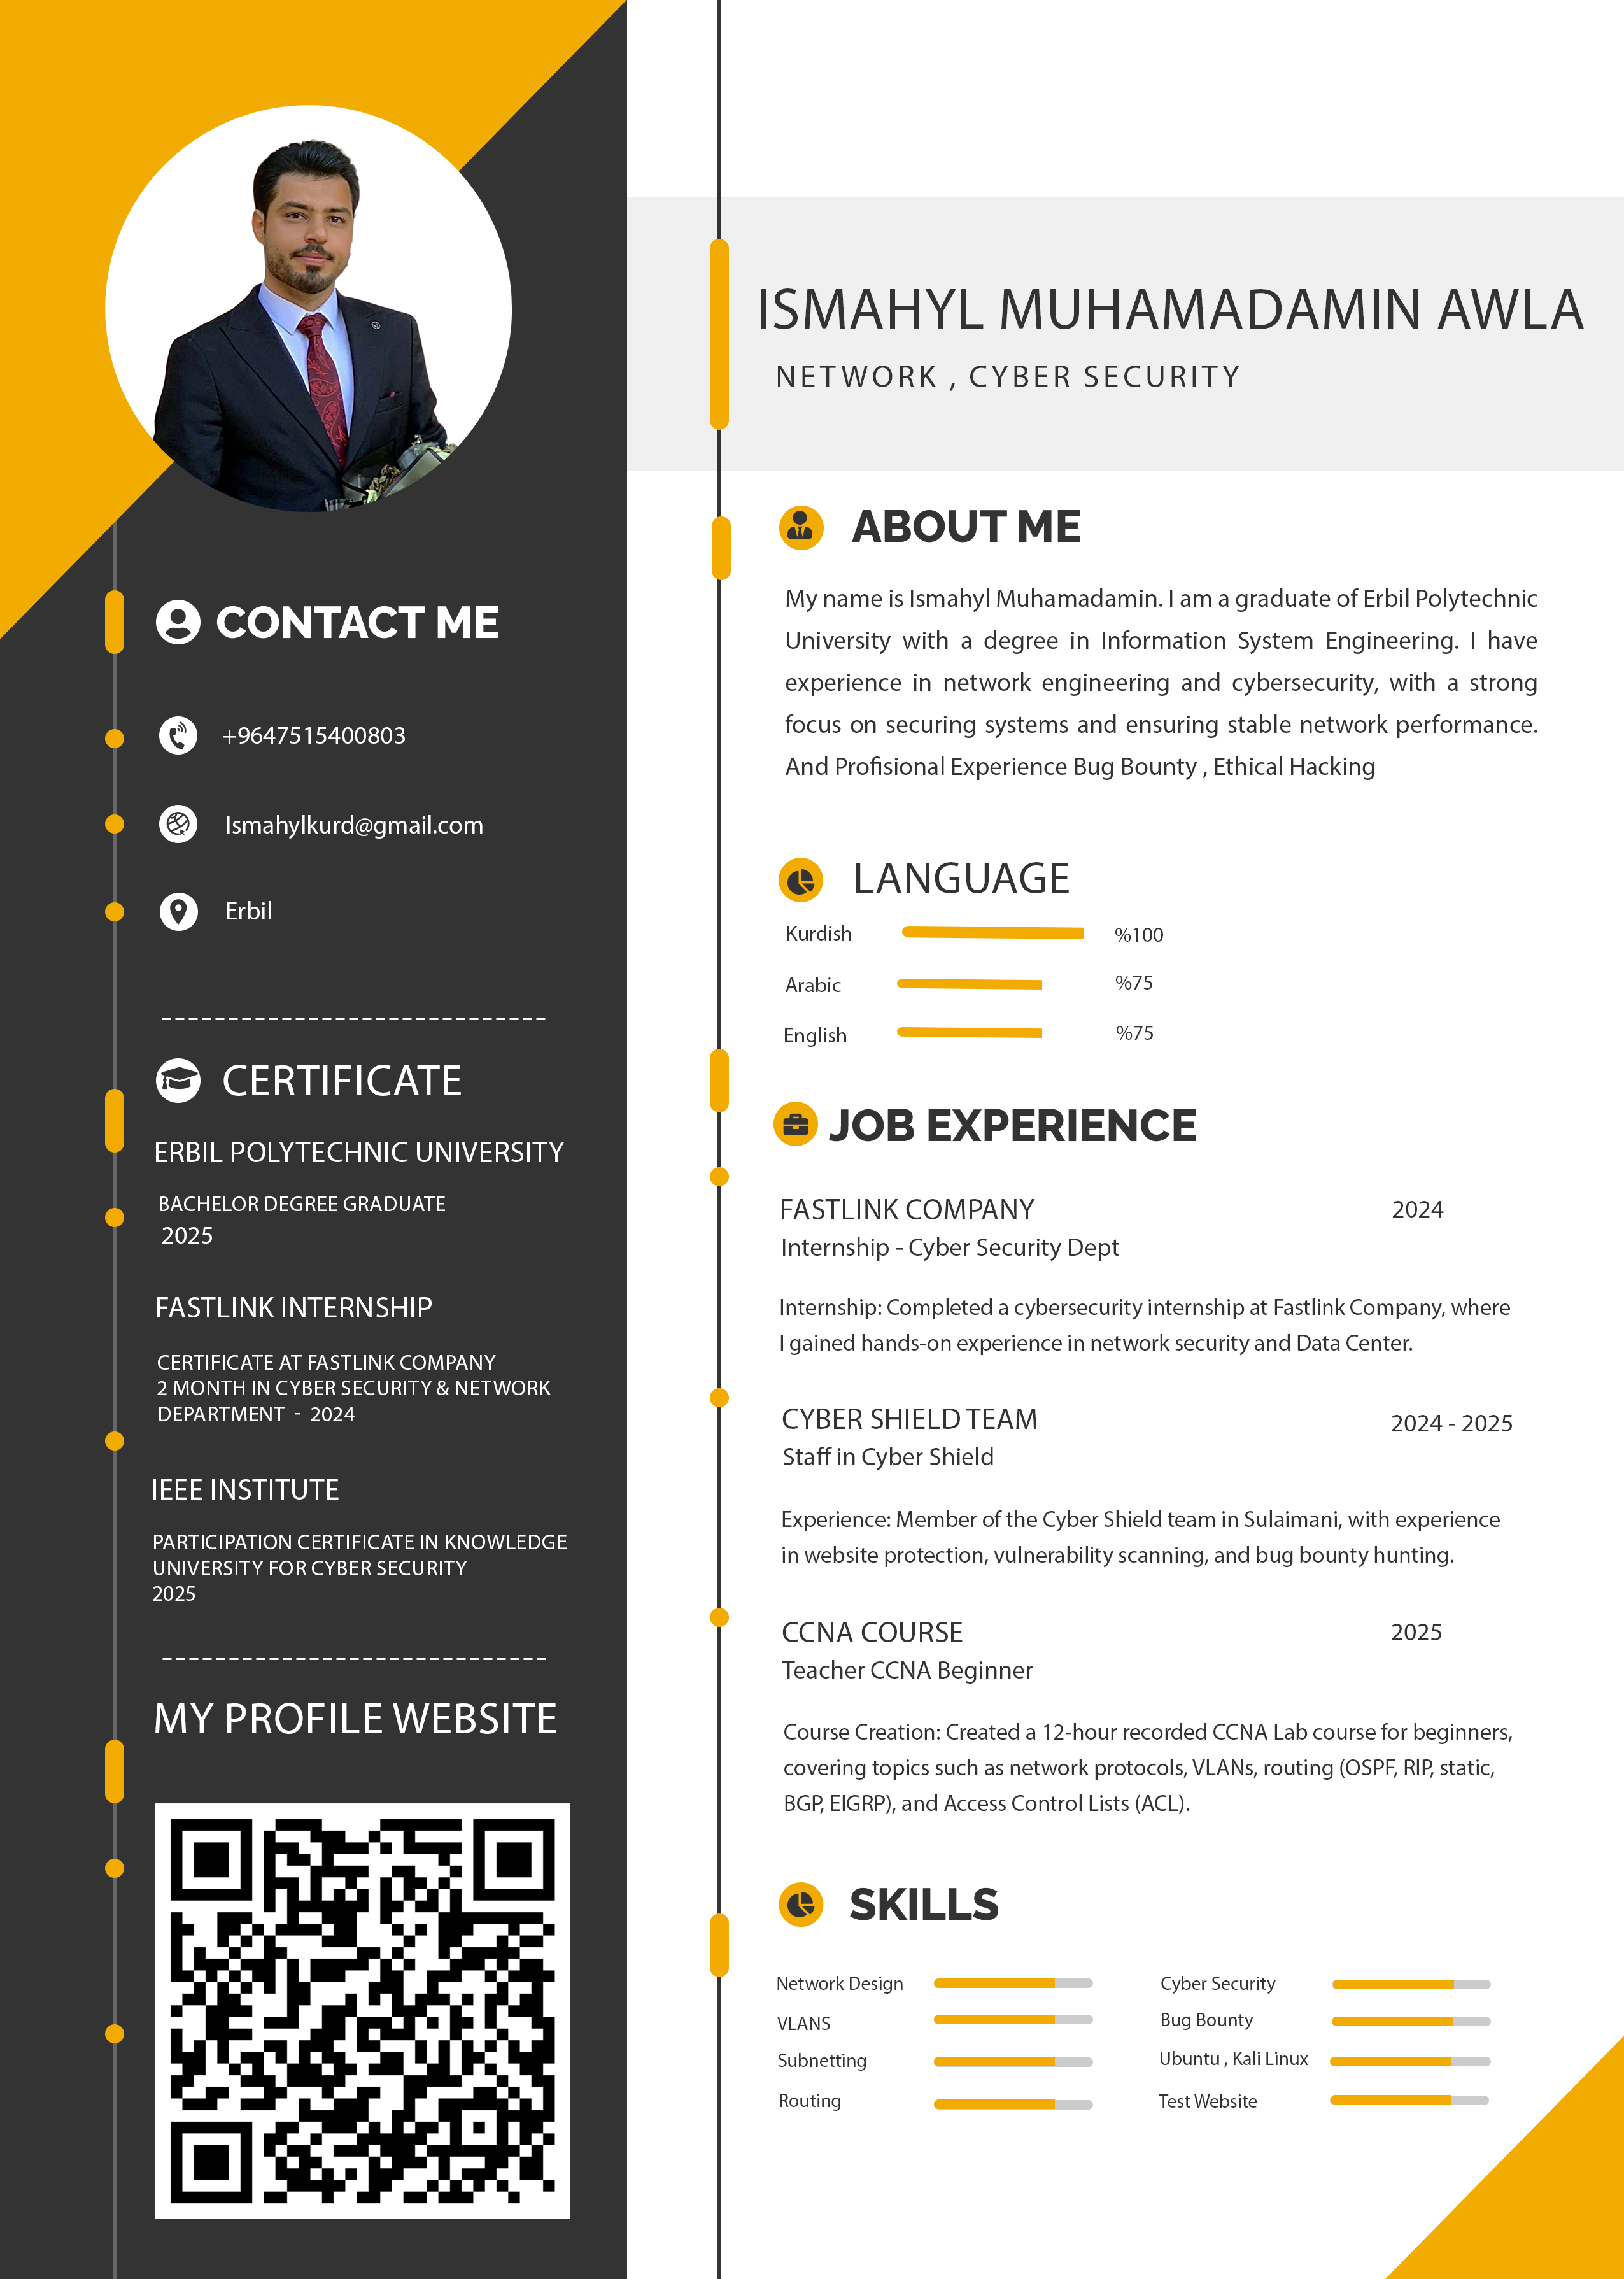 ISMAHYL MUHAMADAMIN AWLA
NETWORK , CYBER SECURITY
CONTACT ME
+9647515400803
Ismahylkurd@gmail.com
Erbil
CERTIFICATE
ERBIL POLYTECHNIC UNIVERSITY
BACHELOR DEGREE GRADUATE
2025
FASTLINK INTERNSHIP
CERTIFICATE AT FASTLINK COMPANY
2 MONTH IN CYBER SECURITY & NETWORK
DEPARTMENT - 2024
IEEE INSTITUTE
PARTICIPATION CERTIFICATE IN KNOWLEDGE
UNIVERSITY FOR CYBER SECURITY
2025
MY PROFILE WEBSITE
ABOUT ME
My name is Ismahyl Muhamadamin. I am a graduate of Erbil Polytechnic
University with a degree in Information System Engineering. I have
experience in network engineering and cybersecurity, with a strong
focus on securing systems and ensuring stable network performance.
And Profisional Experience Bug Bounty , Ethical Hacking
LANGUAGE
Kurdish %100
Arabic %75
English %75
JOB EXPERIENCE
FASTLINK COMPANY 2024
Internship - Cyber Security Dept
Internship: Completed a cybersecurity internship at Fastlink Company, where
I gained hands-on experience in network security and Data Center.
CYBER SHIELD TEAM 2024 - 2025
Staff in Cyber Shield
Experience: Member of the Cyber Shield team in Sulaimani, with experience
in website protection, vulnerability scanning, and bug bounty hunting.
CCNA COURSE 2025
Teacher CCNA Beginner
Course Creation: Created a 12-hour recorded CCNA Lab course for beginners,
covering topics such as network protocols, VLANs, routing (OSPF, RIP, static,
BGP, EIGRP), and Access Control Lists (ACL).
SKILLS
Network Design Cyber Security
VLANS Bug Bounty
Subnetting Ubuntu , Kali Linux
Routing Test Website